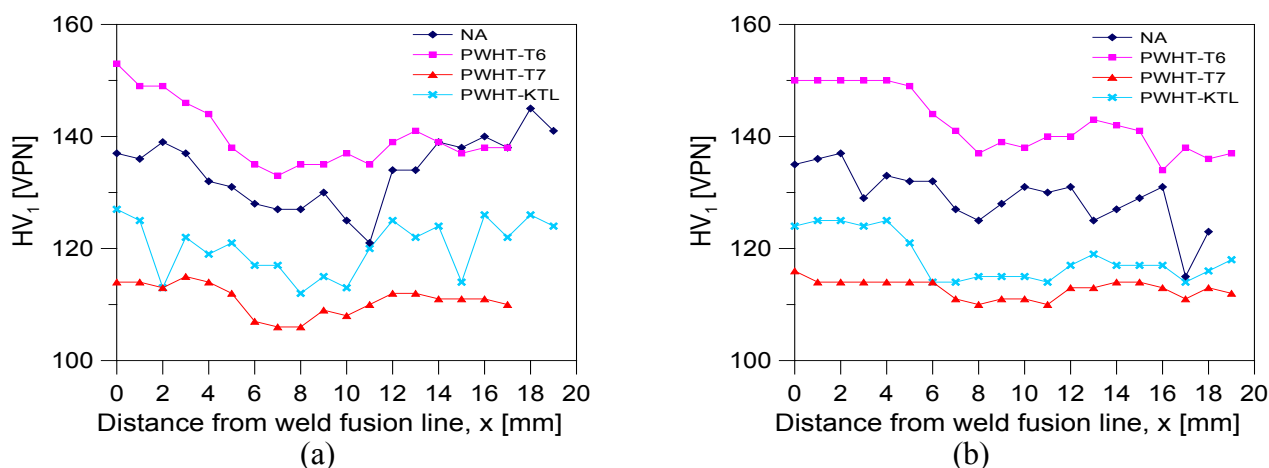 160
140
120
100
HV1 [VPN]
NA
PWHT-T6
PWHT-T7
PWHT-KTL
0 2 4 6 8 10 12 14 16 18 20
Distance from weld fusion line, x [mm]
(a)
160
140
120
100
HV1 [VPN]
NA
PWHT-T6
PWHT-T7
PWHT-KTL
0 2 4 6 8 10 12 14 16 18 20
Distance from weld fusion line, x [mm]
(b)